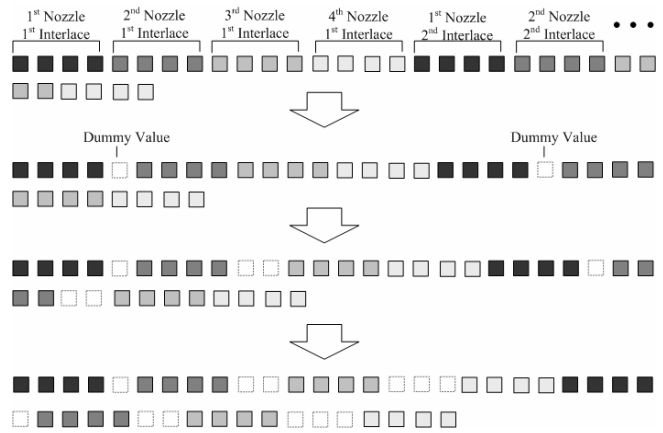 1st Nozzle 2nd Nozzle 3rd Nozzle 4th Nozzle 1st Nozzle 2nd Nozzle
1st Interlace 1st Interlace 1st Interlace 1st Interlace 2nd Interlace 2nd Interlace
Dummy Value Dummy Value